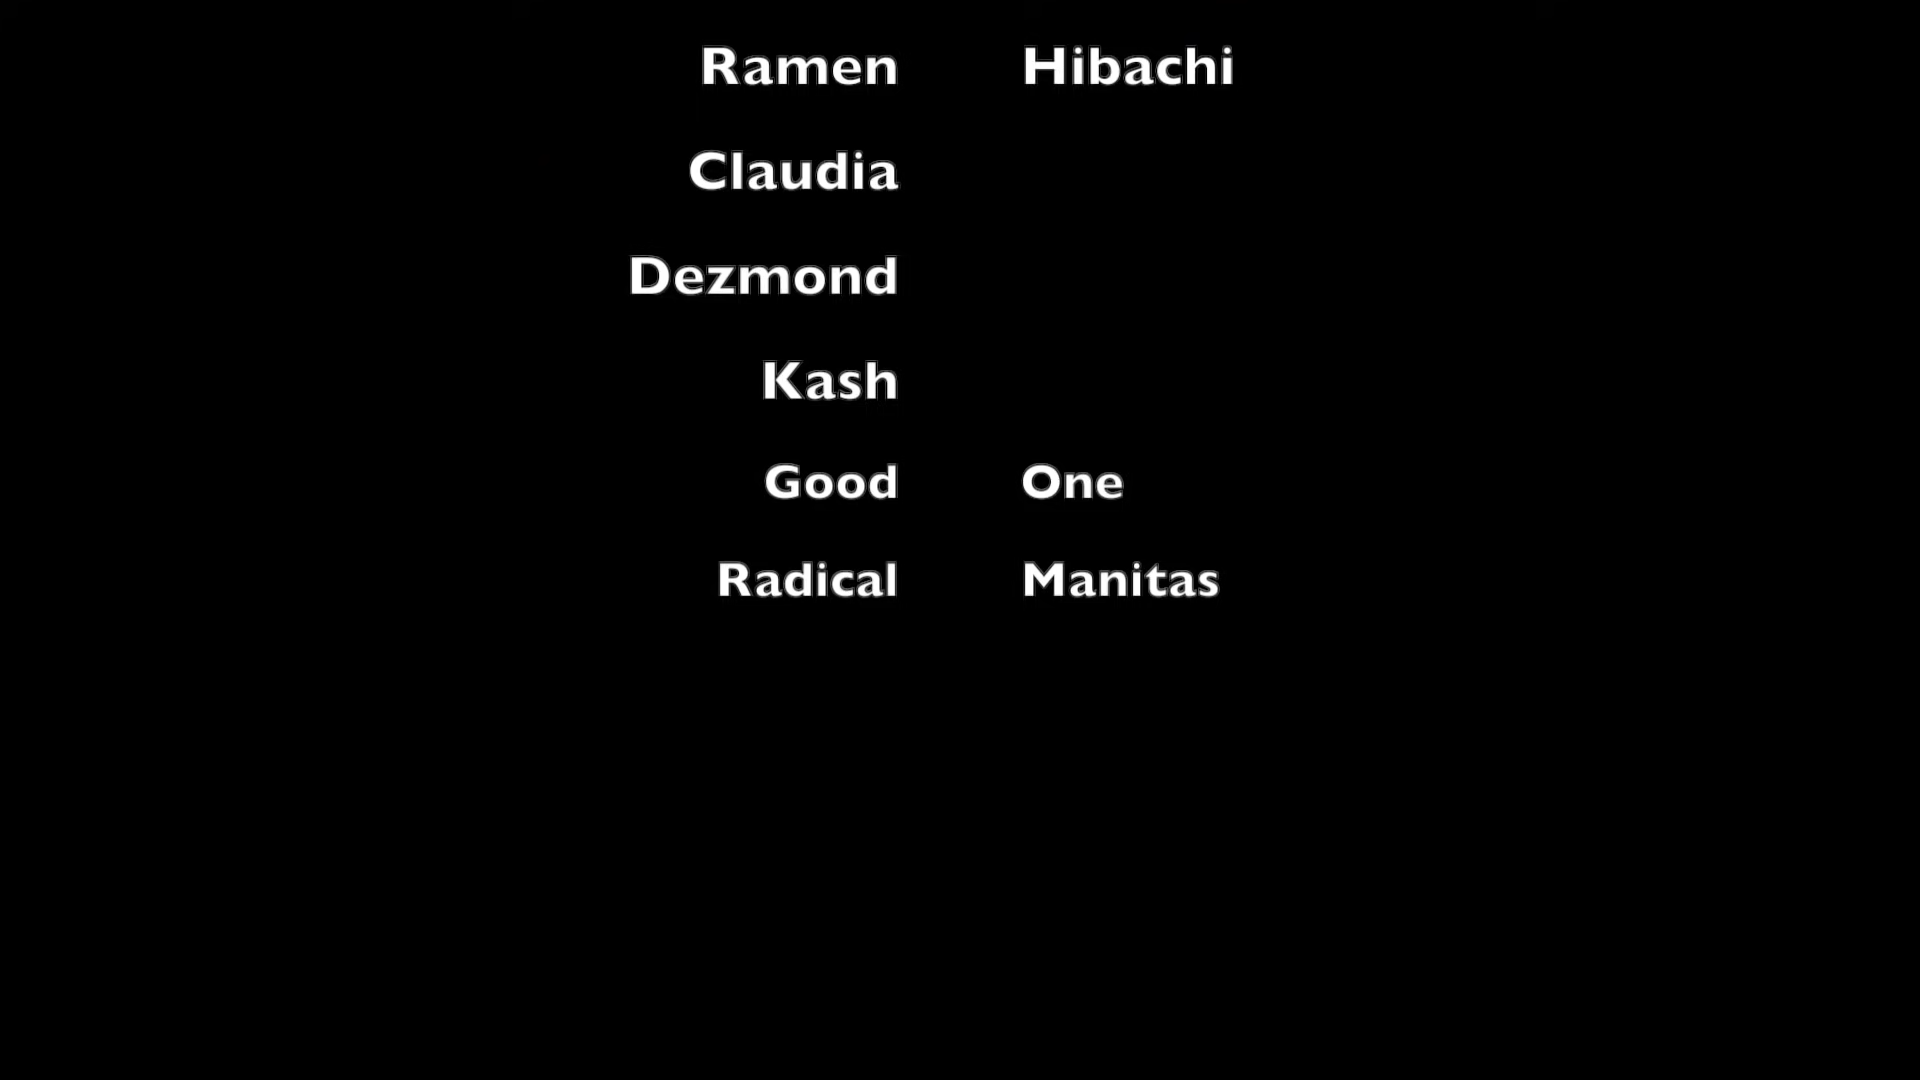 Ramen Hibachi
Claudia
Dezmond
Kash
Good One
Radical Manitas